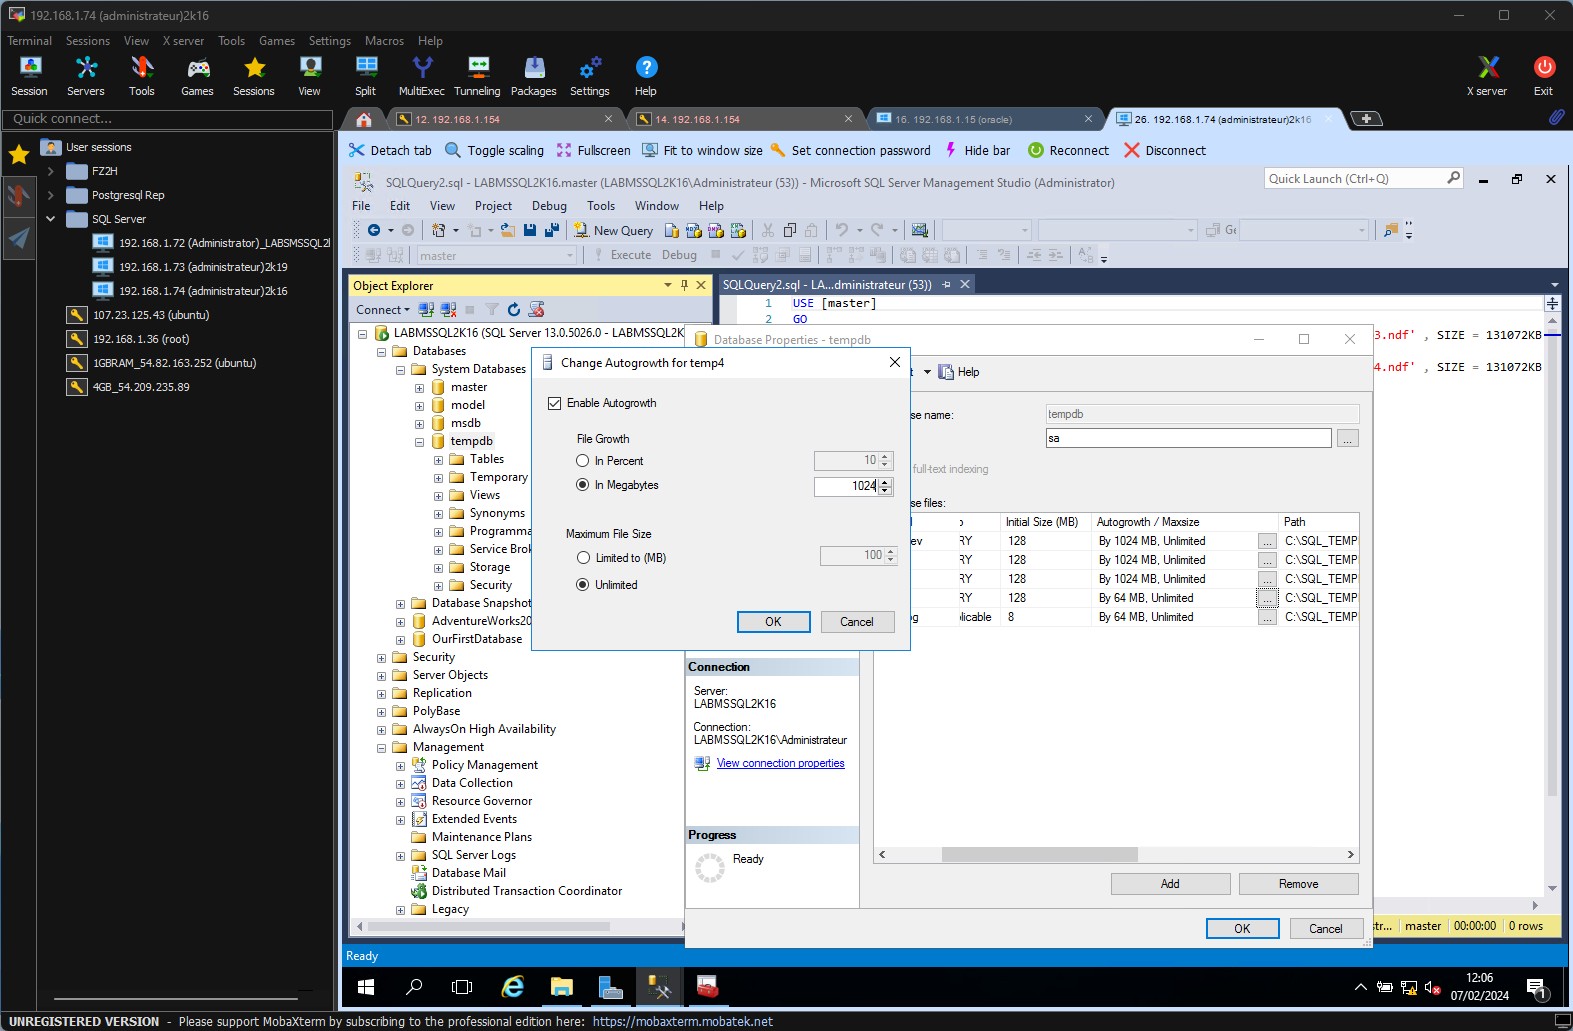 192.168.1.74 (administrateur)2k16
Terminal Sessions View X server Tools Games Settings Macros Help
Session Servers Tools Games Sessions View Split MultiExec Tunneling Packages Settings Help X server Exit
Quick connect...
12. 192.168.1.154
14. 192.168.1.154
16. 192.168.1.15 (oracle)
26. 192.168.1.74 (administrateur)2k16
User sessions
FZ2H
Postgresql Rep
SQL Server
192.168.1.72 (Administrator)_LABSMSSQL2
192.168.1.73 (administrateur)2k19
192.168.1.74 (administrateur)2k16
107.23.125.43 (ubuntu)
192.168.1.36 (root)
1GBRAM_54.82.163.252 (ubuntu)
4GB_54.209.235.89
Detach tab Toggle scaling Fullscreen Fit to window size Set connection password Hide bar Reconnect Disconnect
SQLQuery2.sql - LABMSSQL2K16.master (LABMSSQL2K16\Administrateur (53)) - Microsoft SQL Server Management Studio (Administrator)
Quick Launch (Ctrl+Q)
File Edit View Project Debug Tools Window Help
New Query
Ge
master
Execute Debug
Object Explorer
Connect
LABMSSQL2K16 (SQL Server 13.0.5026.0 - LABMSSQL2K
Databases
System Databases
master
model
msdb
tempdb
Tables
Temporary
Views
Synonyms
Programma
Service Brok
Storage
Security
Database Snapshot
AdventureWorks20
OurFirstDatabase
Security
Server Objects
Replication
PolyBase
AlwaysOn High Availability
Management
Policy Management
Data Collection
Resource Governor
Extended Events
Maintenance Plans
SQL Server Logs
Database Mail
Distributed Transaction Coordinator
Legacy
SQLQuery2.sql - LA...dministrateur (53))
1 USE [master]
2 GO
3.ndf' , SIZE = 131072KB
4.ndf' , SIZE = 131072KB
Database Properties - tempdb
t Help
se name:
tempdb
sa
...
full-text indexing
se files:
Initial Size (MB) Autogrowth / Maxsize Path
ev RY 128 By 1024 MB, Unlimited ... C:\SQL_TEMP
RY 128 By 1024 MB, Unlimited ... C:\SQL_TEMP
RY 128 By 1024 MB, Unlimited ... C:\SQL_TEMP
RY 128 By 64 MB, Unlimited ... C:\SQL_TEMP
og licable 8 By 64 MB, Unlimited ... C:\SQL_TEMP
Change Autogrowth for temp4
Enable Autogrowth
File Growth
In Percent 10
In Megabytes 1024
Maximum File Size
Limited to (MB) 100
Unlimited
OK Cancel
Connection
Server:
LABMSSQL2K16
Connection:
LABMSSQL2K16\Administrateur
View connection properties
Progress
Ready
Add Remove
OK Cancel
str... master 00:00:00 0 rows
Ready
12:06
07/02/2024
1
UNREGISTERED VERSION - Please support MobaXterm by subscribing to the professional edition here: https://mobaxterm.mobatek.net